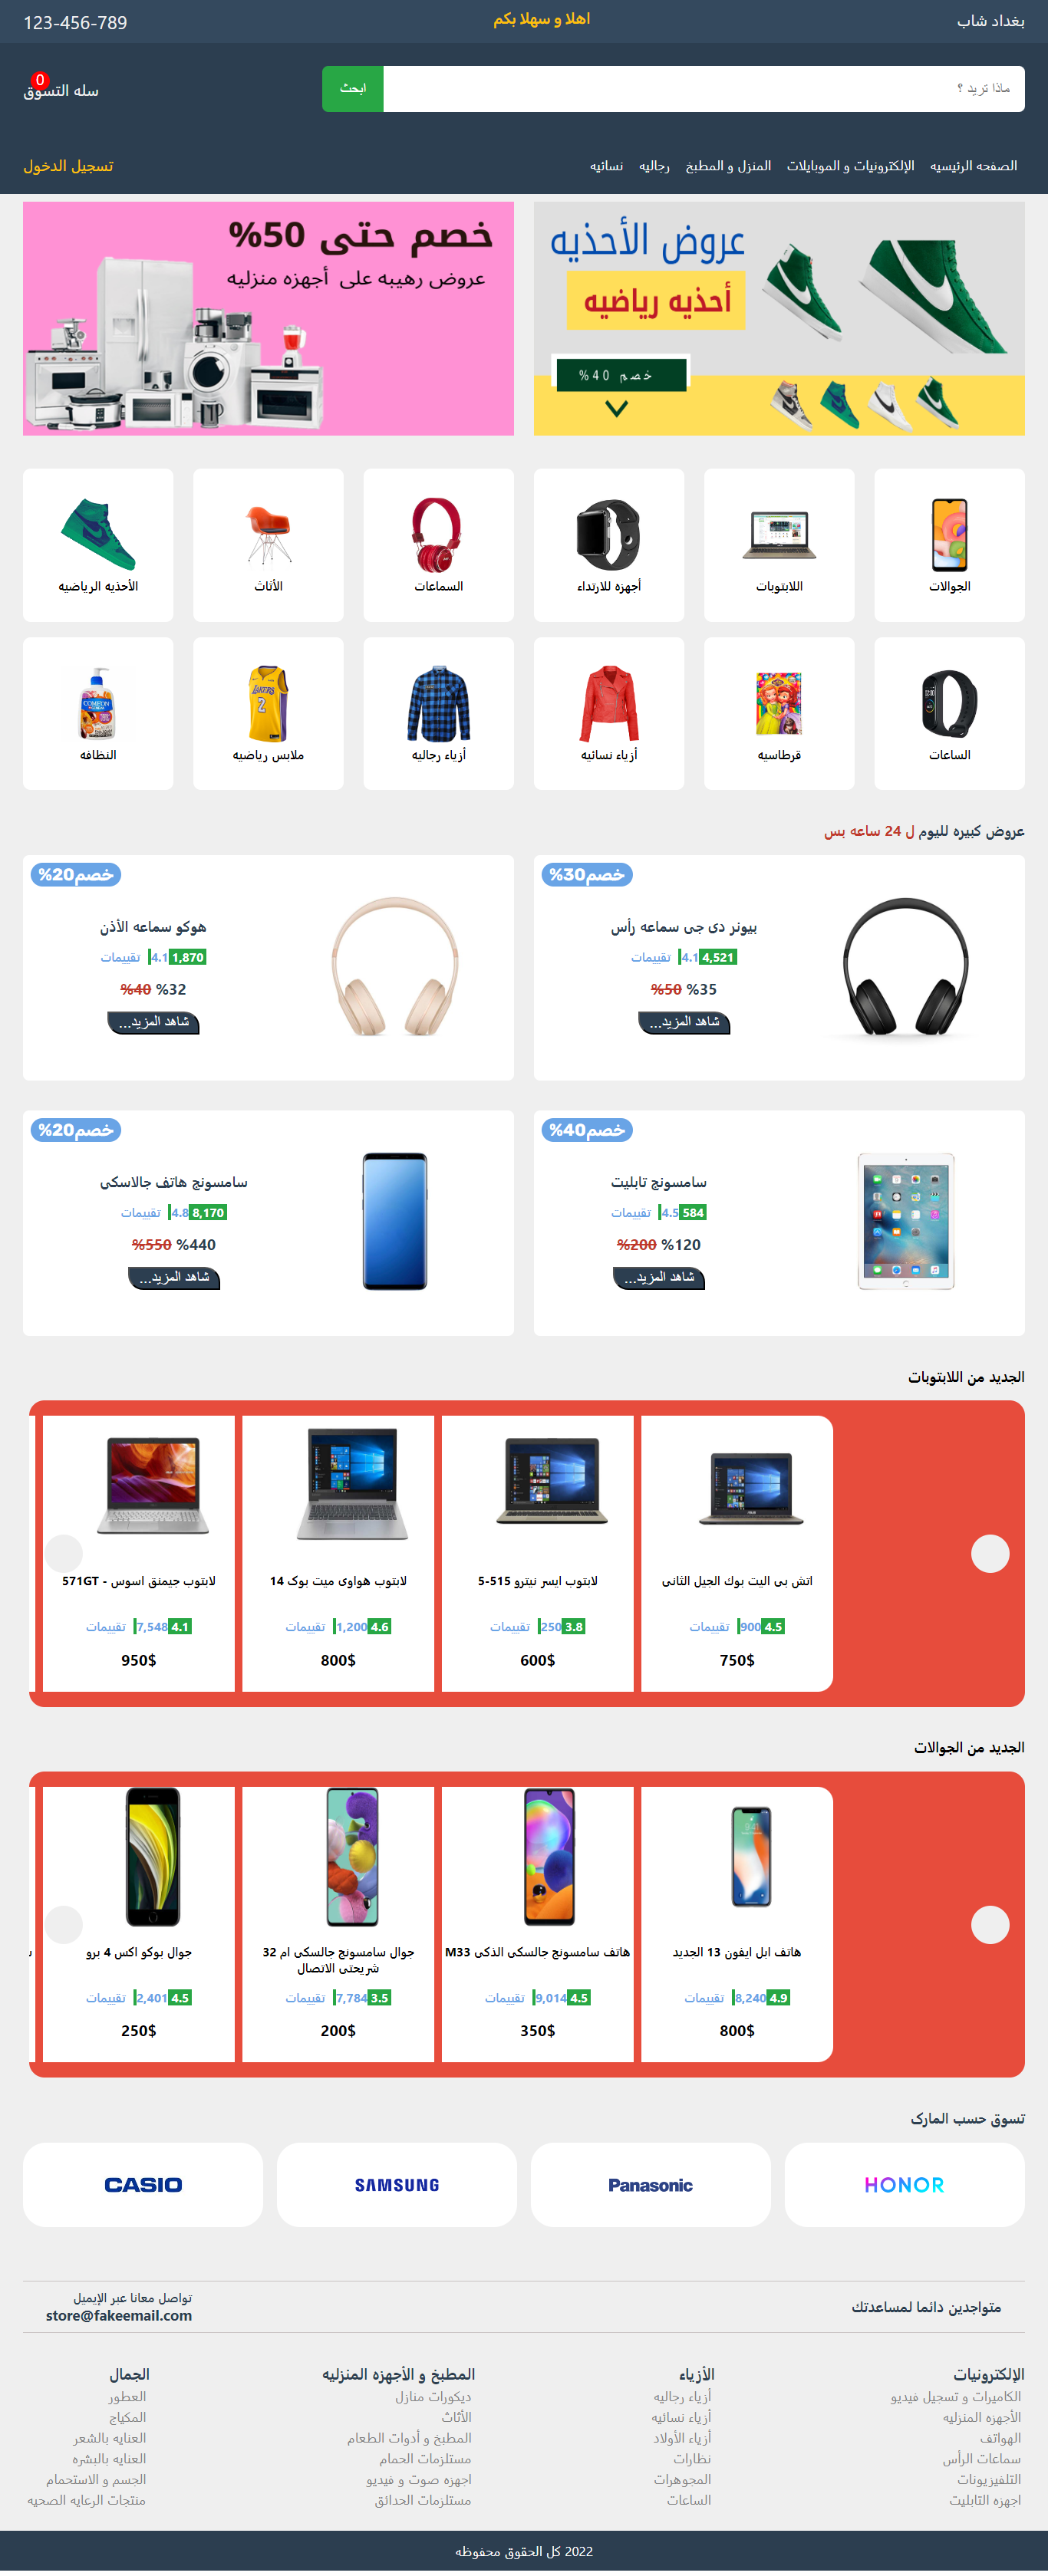 بغداد شاب
اهلا و سهلا بكم
123-456-789
ماذا تريد ؟
ابحث
سله التسوق
0
الصفحه الرئيسيه
الإلكترونيات و الموبايلات
المنزل و المطبخ
رجاليه
نسائيه
تسجيل الدخول
عروض الأحذيه
أحذيه رياضيه
خصم 40%
خصم حتى 50%
عروض رهيبه على أجهزه منزليه
الجوالات
اللابتوبات
أجهزه للارتداء
السماعات
الأثاث
الأحذيه الرياضيه
الساعات
قرطاسيه
أزياء نسائيه
أزياء رجاليه
ملابس رياضيه
النظافه
عروض كبيره لليوم ل 24 ساعه بس
خصم30%
بيونر دى جى سماعه رأس
4,521 4.1 تقييمات
%35 %50
شاهد المزيد...
خصم20%
هوكو سماعه الأذن
1,870 4.1 تقييمات
%32 %40
شاهد المزيد...
خصم40%
سامسونج تابليت
584 4.5 تقييمات
%120 %200
شاهد المزيد...
خصم20%
سامسونج هاتف جالاسكى
8,170 4.8 تقييمات
%440 %550
شاهد المزيد...
الجديد من اللابتوبات
اتش بى اليت بوك الجيل الثانى
4.5 900 تقييمات
750$
لابتوب ايسر نيترو 515-5
3.8 250 تقييمات
600$
لابتوب هواوى ميت بوک 14
4.6 1,200 تقييمات
800$
لابتوب جيمنق اسوس - 571GT
4.1 7,548 تقييمات
950$
الجديد من الجوالات
هاتف ابل ايفون 13 الجديد
4.9 8,240 تقييمات
800$
هاتف سامسونج جالسكى الذكى M33
4.5 9,014 تقييمات
350$
جوال سامسونج جالسكى ام 32
شريحتى الاتصال
3.5 7,784 تقييمات
200$
جوال بوكو اكس 4 برو
4.5 2,401 تقييمات
250$
تسوق حسب المارک
HONOR
Panasonic
SAMSUNG
CASIO
متواجدين دائما لمساعدتك
تواصل معانا عبر الإيميل
store@fakeemail.com
الإلكترونيات
الكاميرات و تسجيل فيديو
الأجهزه المنزليه
الهواتف
سماعات الرأس
التلفيزيونات
اجهزه التابليت
الأزياء
أزياء رجاليه
أزياء نسائيه
أزياء الأولاد
نظارات
المجوهرات
الساعات
المطبخ و الأجهزه المنزليه
ديكورات منازل
الأثاث
المطبخ و أدوات الطعام
مستلزمات الحمام
اجهزه صوت و فيديو
مستلزمات الحدائق
الجمال
العطور
المكياج
العنايه بالشعر
العنايه بالبشره
الجسم و الاستحمام
منتجات الرعايه الصحيه
2022 كل الحقوق محفوظه